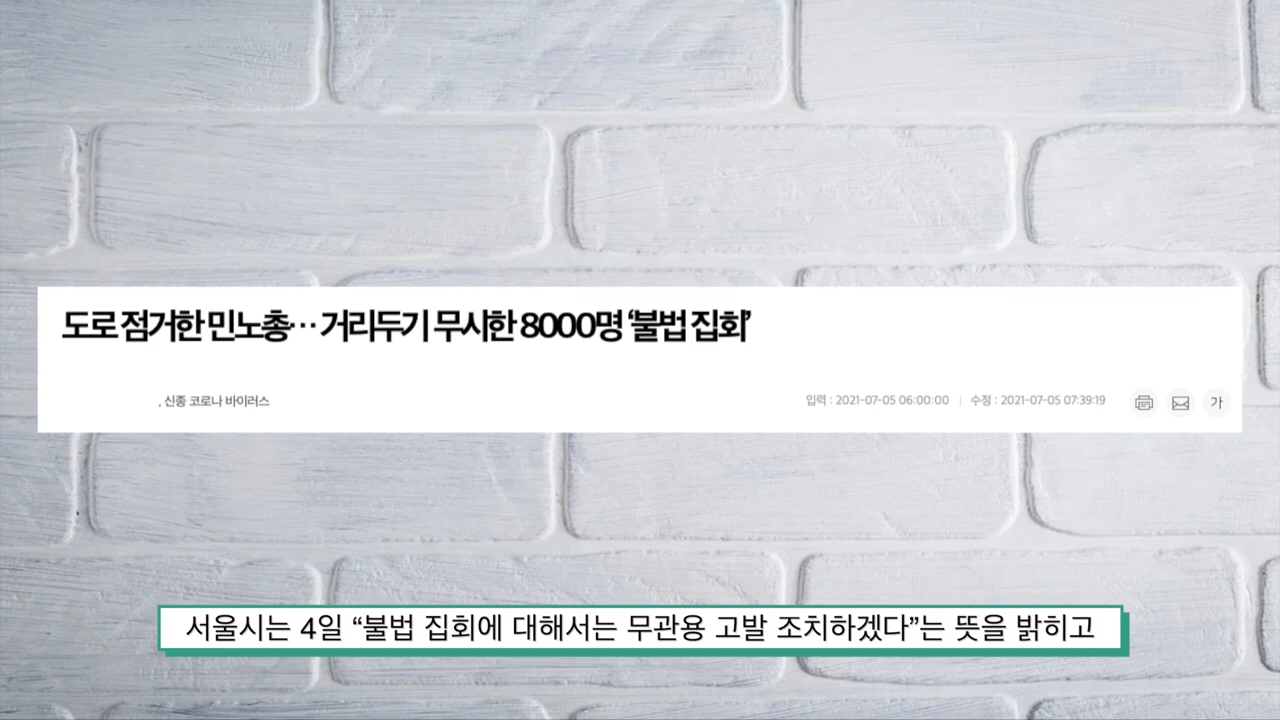 도로 점거한 민노총… 거리두기 무시한 8000명 ‘불법 집회’
, 신종 코로나 바이러스
입력 : 2021-07-05 06:00:00 | 수정 : 2021-07-05 07:39:19
가
서울시는 4일 “불법 집회에 대해서는 무관용 고발 조치하겠다”는 뜻을 밝히고